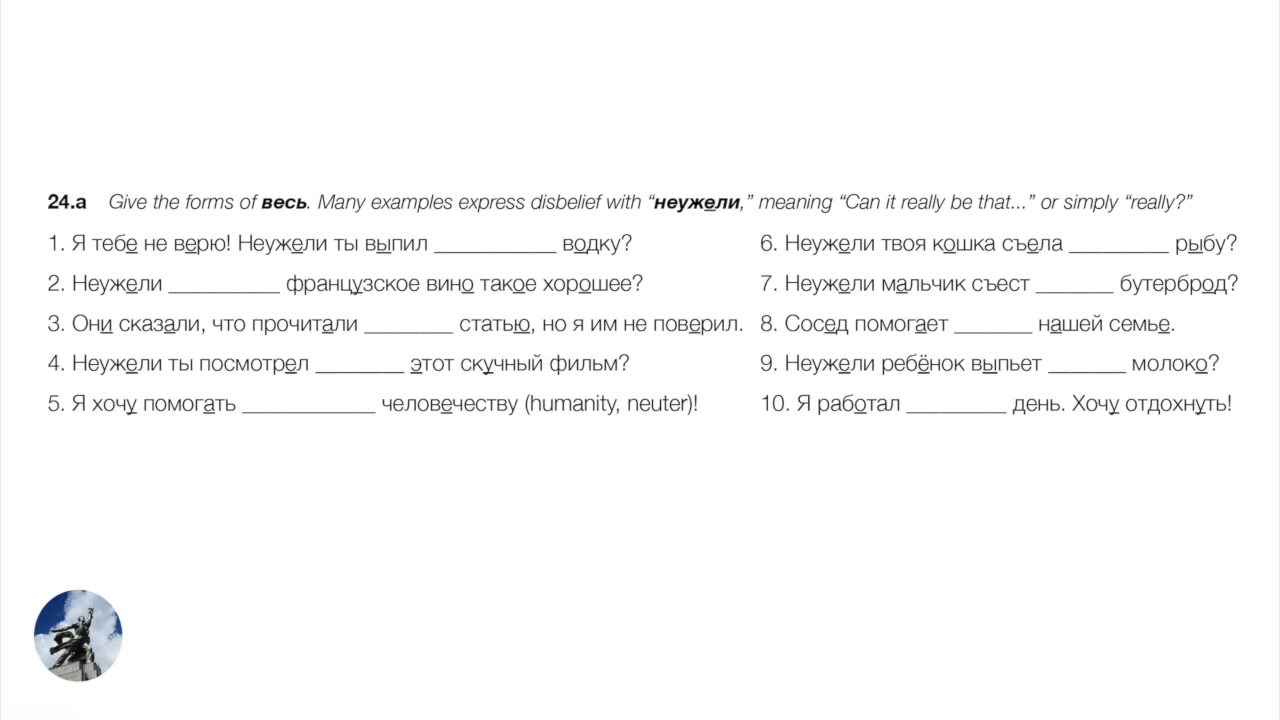 24.a Give the forms of весь. Many examples express disbelief with “неужели,” meaning “Can it really be that...” or simply “really?”
1. Я тебе не верю! Неужели ты выпил ___________ водку?
2. Неужели __________ французское вино такое хорошее?
3. Они сказали, что прочитали ________ статью, но я им не поверил.
4. Неужели ты посмотрел ________ этот скучный фильм?
5. Я хочу помогать ____________ человечеству (humanity, neuter)!
6. Неужели твоя кошка съела _________ рыбу?
7. Неужели мальчик съест _______ бутерброд?
8. Сосед помогает _______ нашей семье.
9. Неужели ребёнок выпьет _______ молоко?
10. Я работал _________ день. Хочу отдохнуть!